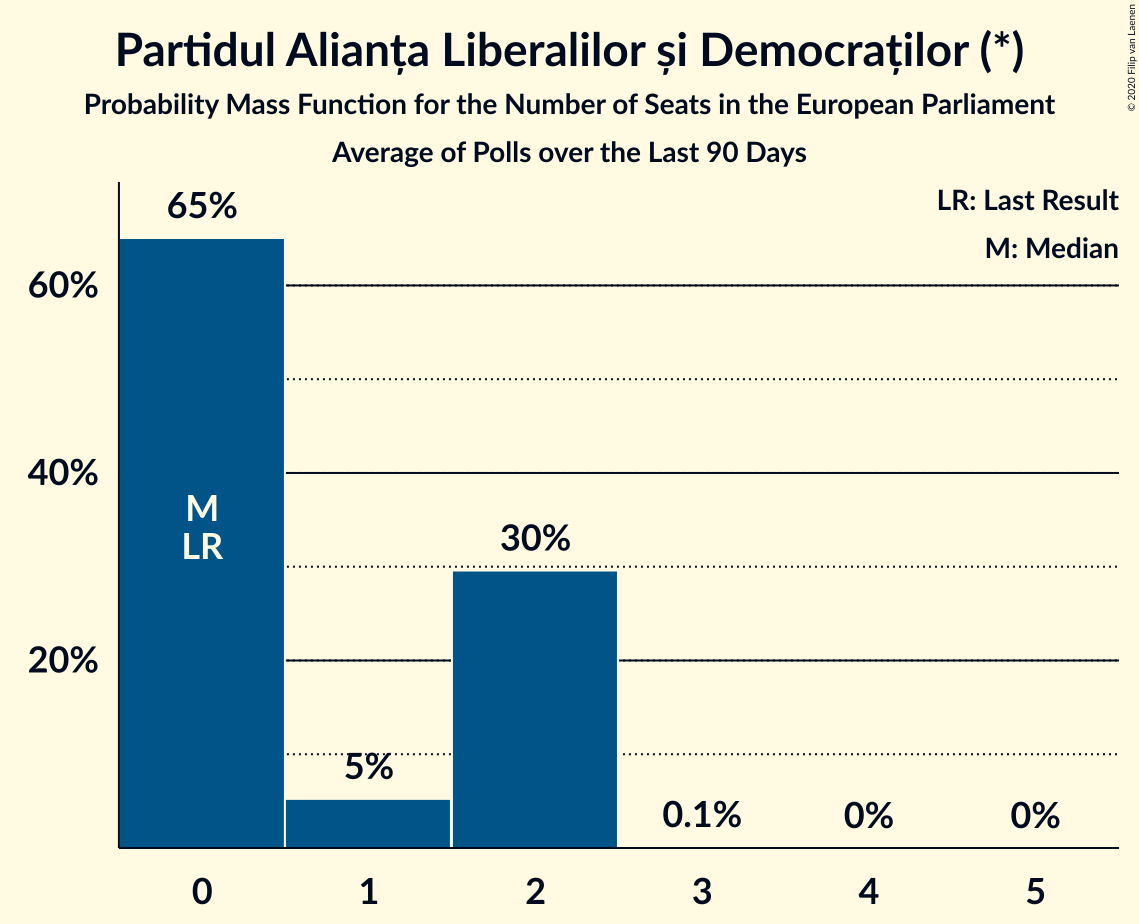 Partidul Alianța Liberalilor și Democraților (*)
Probability Mass Function for the Number of Seats in the European Parliament
Average of Polls over the Last 90 Days
© 2020 Filip van Laenen
LR: Last Result
M: Median
65%
60%
40%
M
LR
30%
20%
5%
0.1%
0%
0%
0
1
2
3
4
5